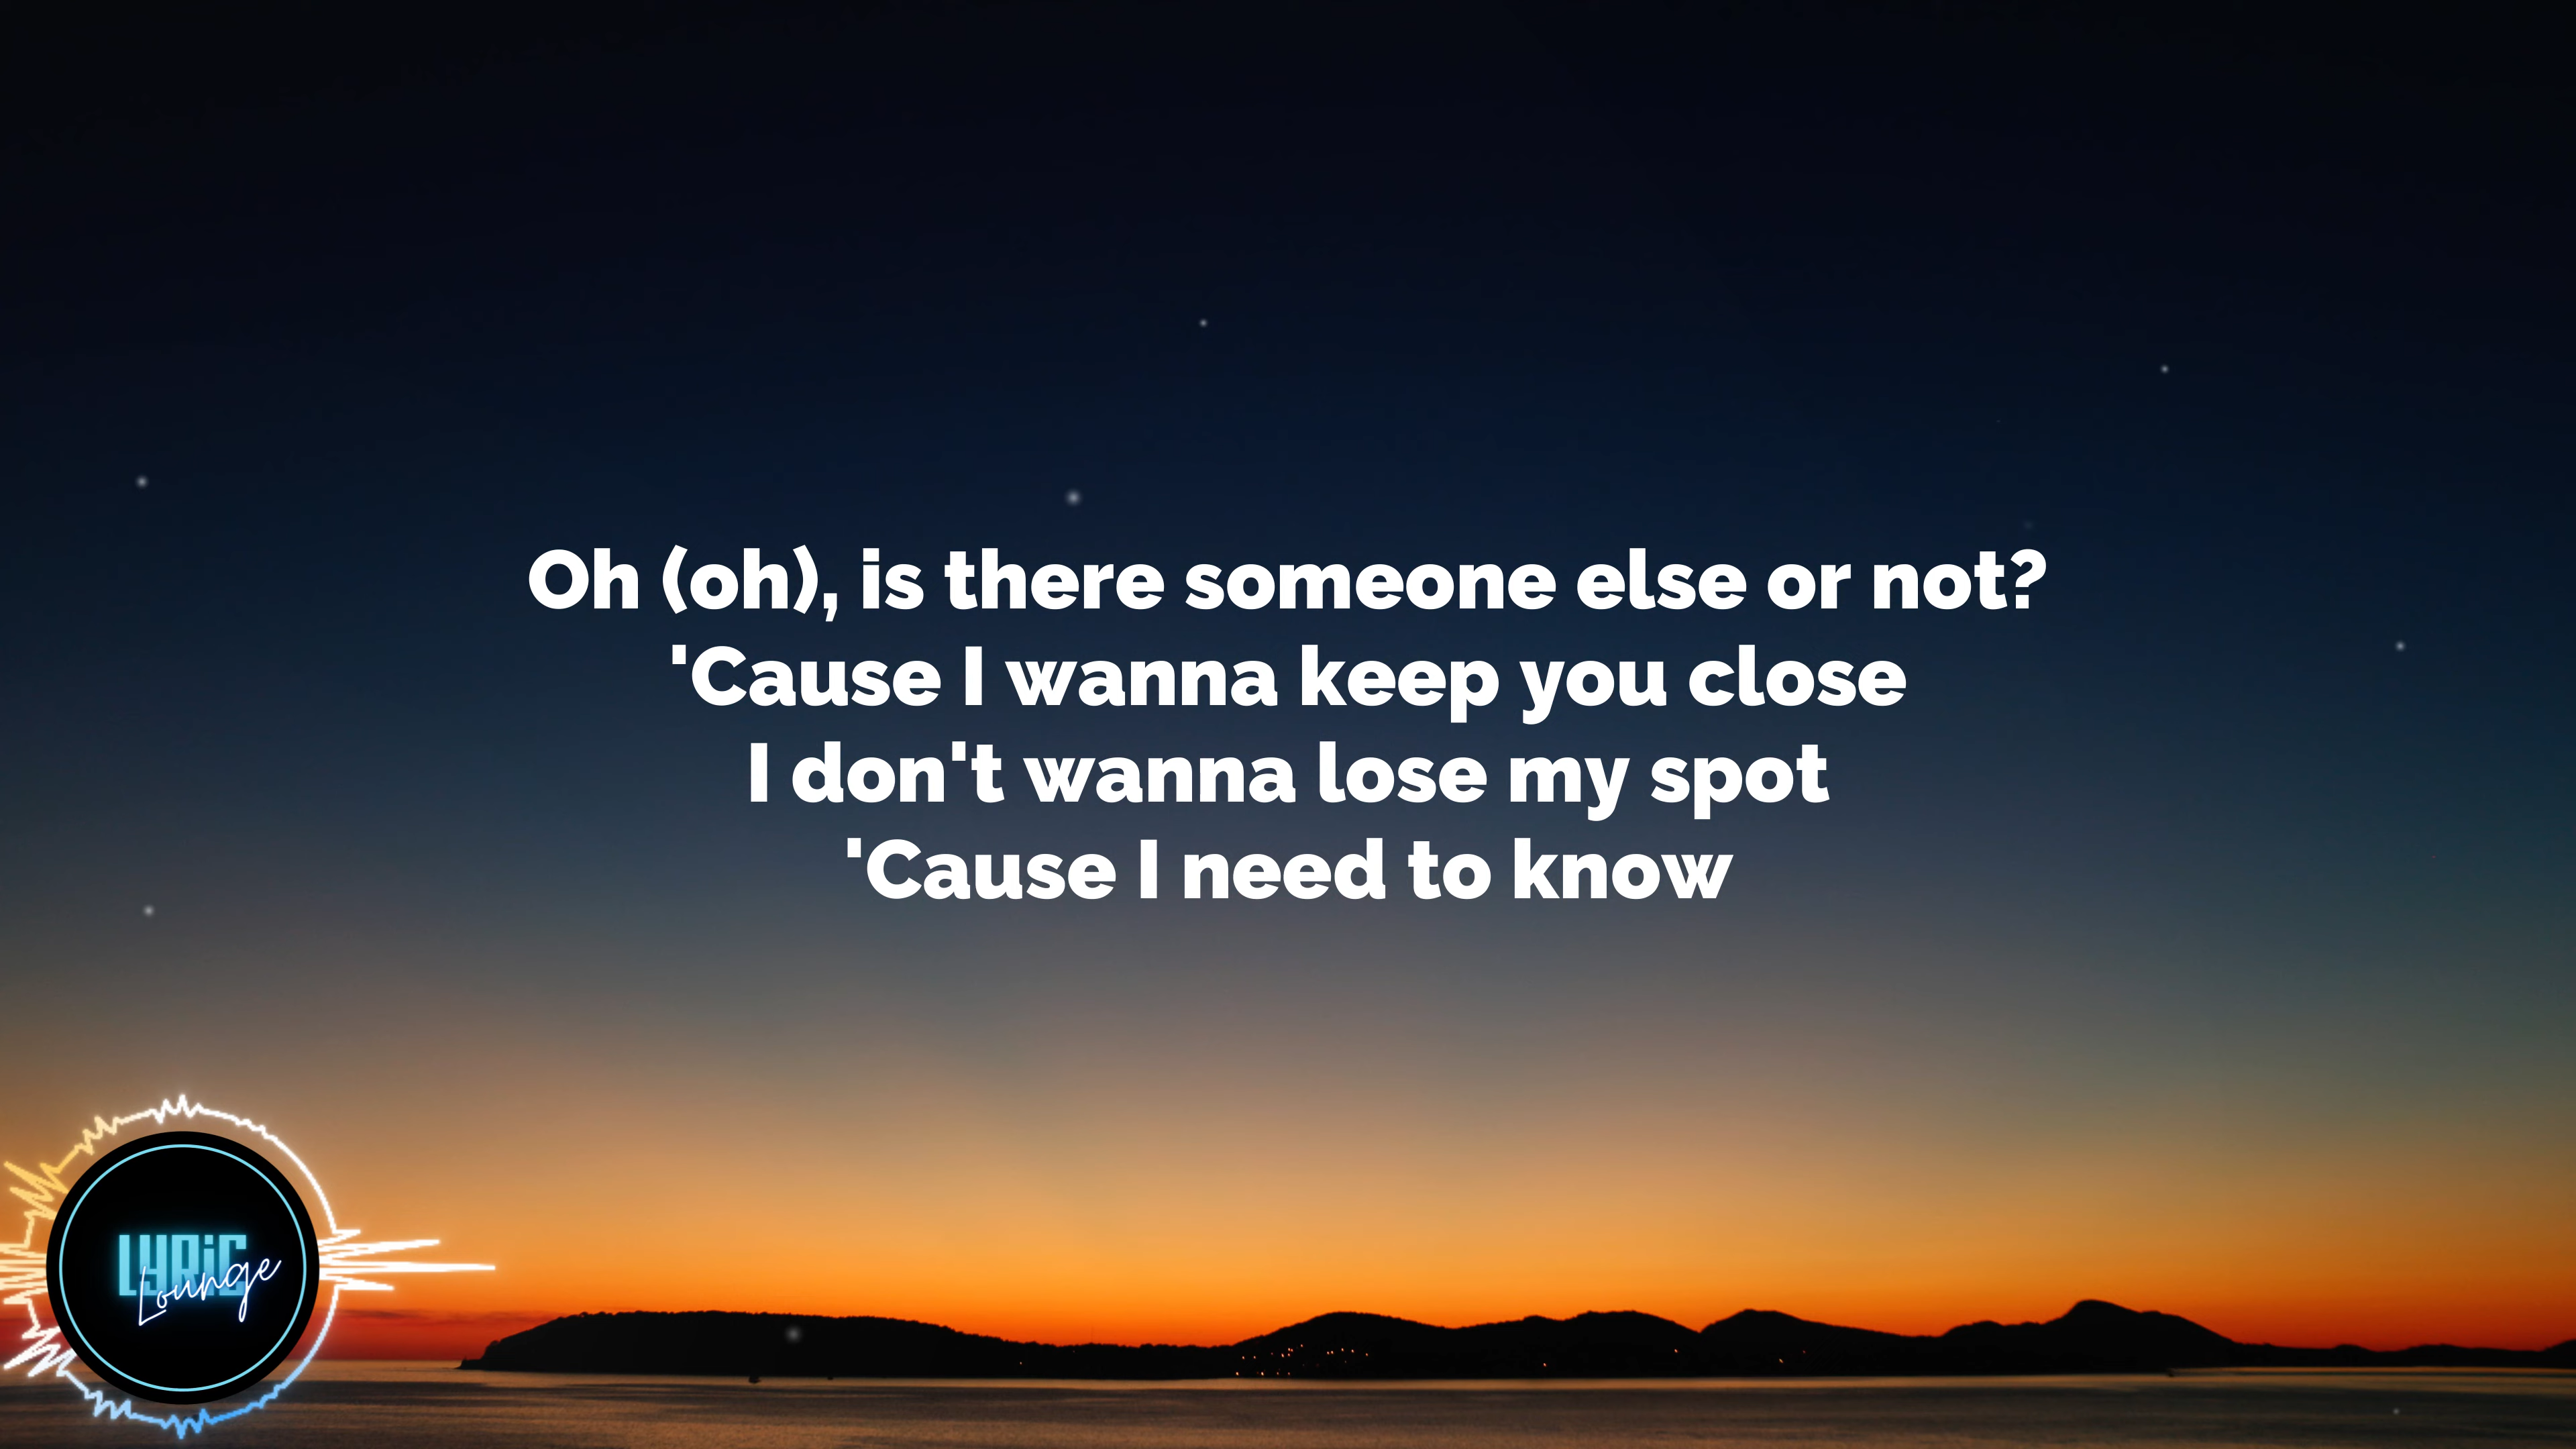 Oh (oh), is there someone else or not?
'Cause I wanna keep you close
I don't wanna lose my spot
'Cause I need to know
LYRiC
Lounge